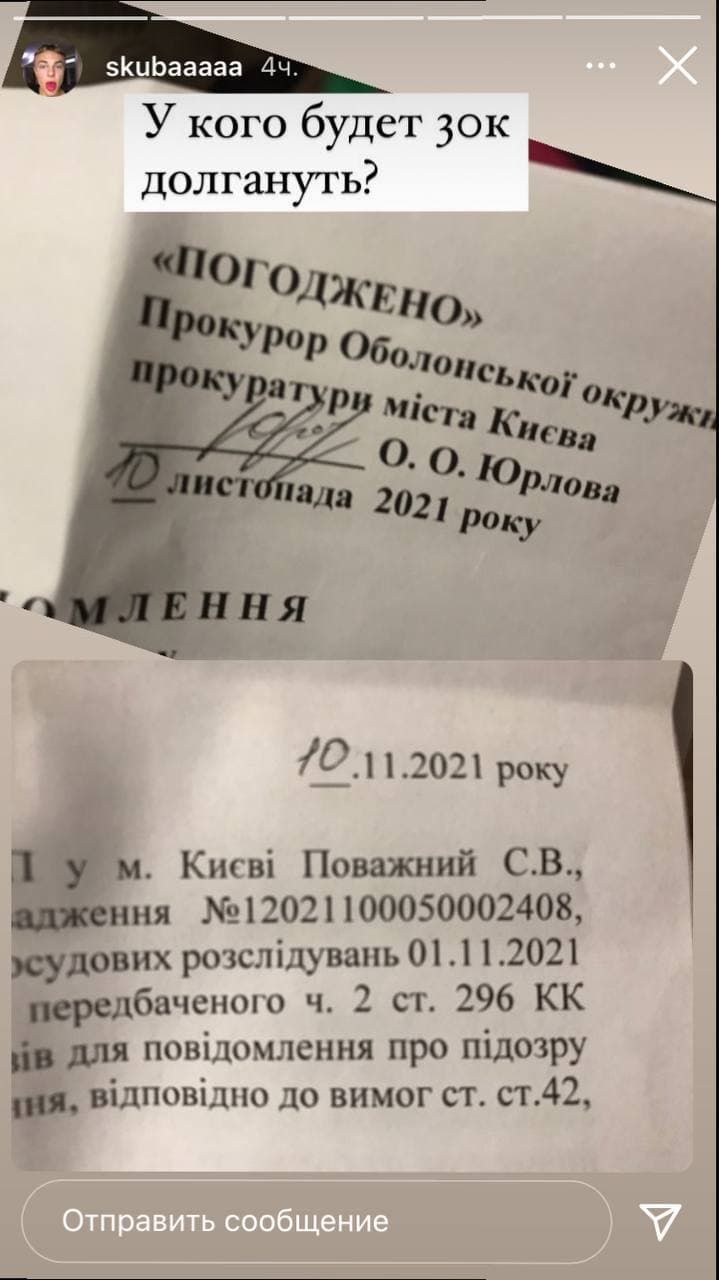 skubaaaaa 4ч.
У кого будет 30к
долгануть?
«ПОГОДЖЕНО»
Прокурор Оболонської окружн
прокуратури міста Києва
О. О. Юрлова
10 листопада 2021 року
ОМЛЕННЯ
10.11.2021 року
П у м. Києві Поважний С.В.,
адження №12021100050002408,
осудових розслідувань 01.11.2021
передбаченого ч. 2 ст. 296 КК
ів для повідомлення про підозру
ння, відповідно до вимог ст. ст.42,
Отправить сообщение